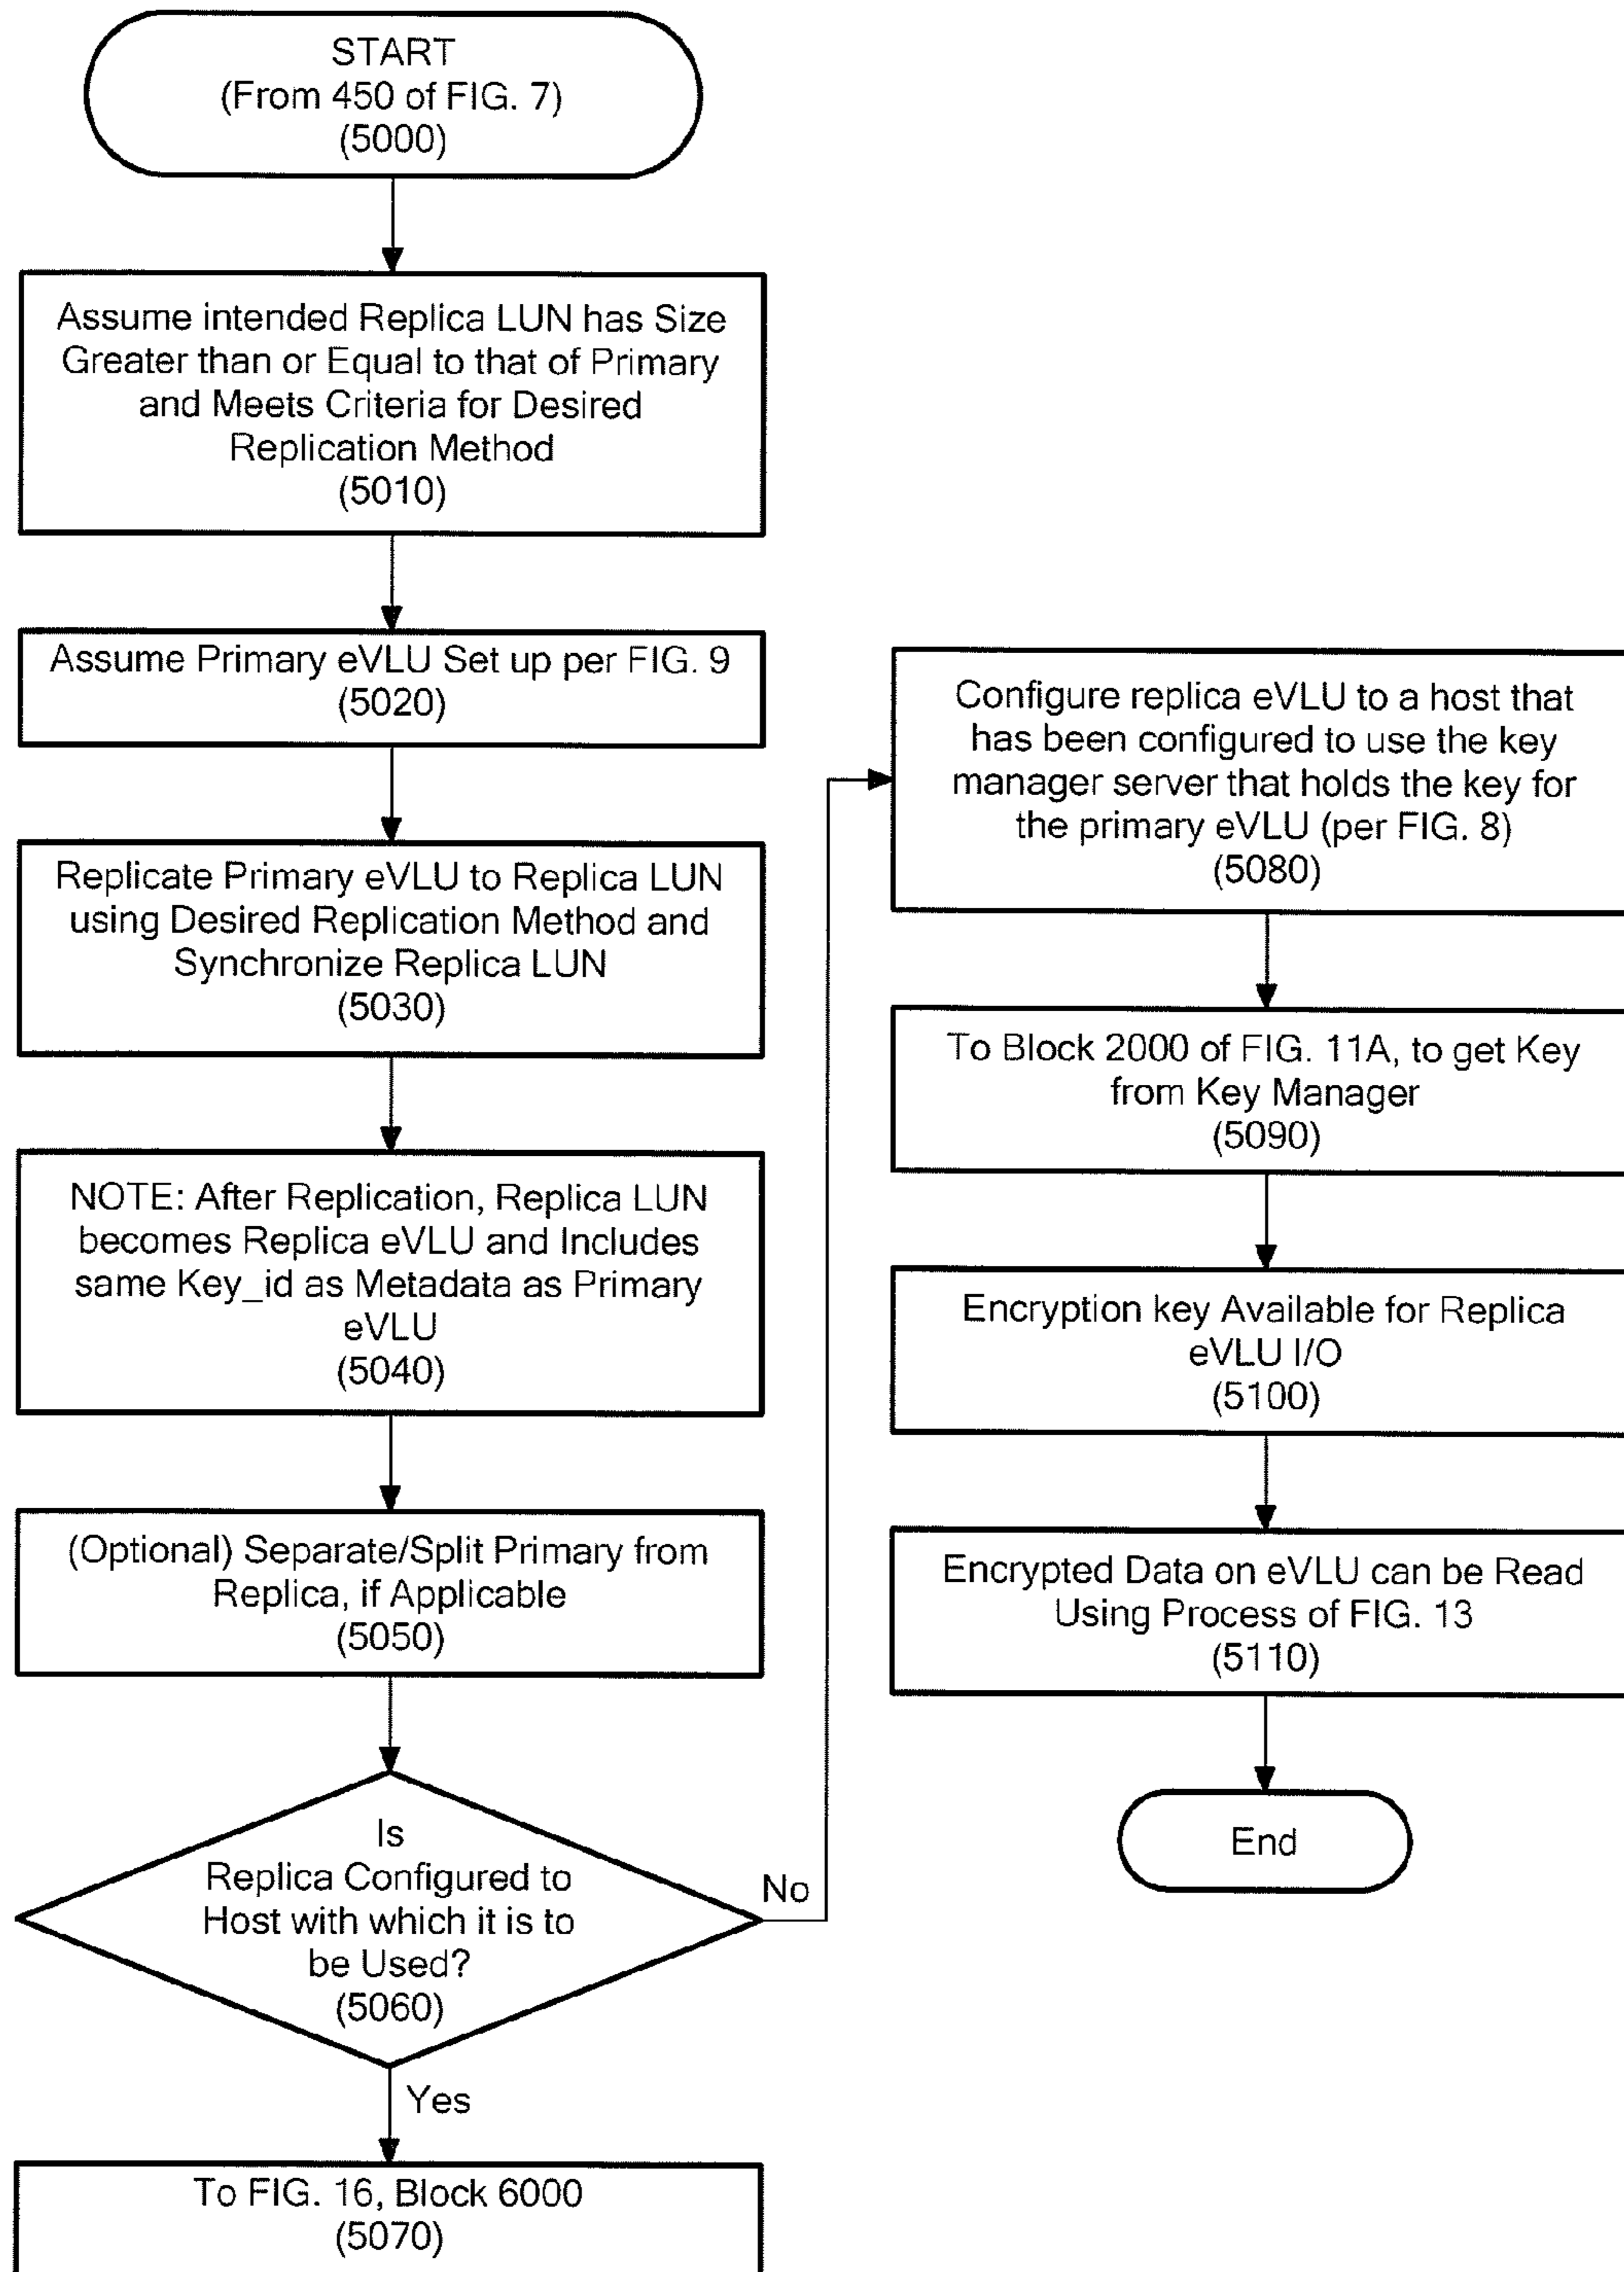 START
(From 450 of FIG. 7)
(5000)
Assume intended Replica LUN has Size
Greater than or Equal to that of Primary
and Meets Criteria for Desired
Replication Method
(5010)
Assume Primary eVLU Set up per FIG. 9
(5020)
Replicate Primary eVLU to Replica LUN
using Desired Replication Method and
Synchronize Replica LUN
(5030)
NOTE: After Replication, Replica LUN
becomes Replica eVLU and Includes
same Key_id as Metadata as Primary
eVLU
(5040)
(Optional) Separate/Split Primary from
Replica, if Applicable
(5050)
Is
Replica Configured to
Host with which it is to
be Used?
(5060)
No
Yes
To FIG. 16, Block 6000
(5070)
Configure replica eVLU to a host that
has been configured to use the key
manager server that holds the key for
the primary eVLU (per FIG. 8)
(5080)
To Block 2000 of FIG. 11A, to get Key
from Key Manager
(5090)
Encryption key Available for Replica
eVLU I/O
(5100)
Encrypted Data on eVLU can be Read
Using Process of FIG. 13
(5110)
End